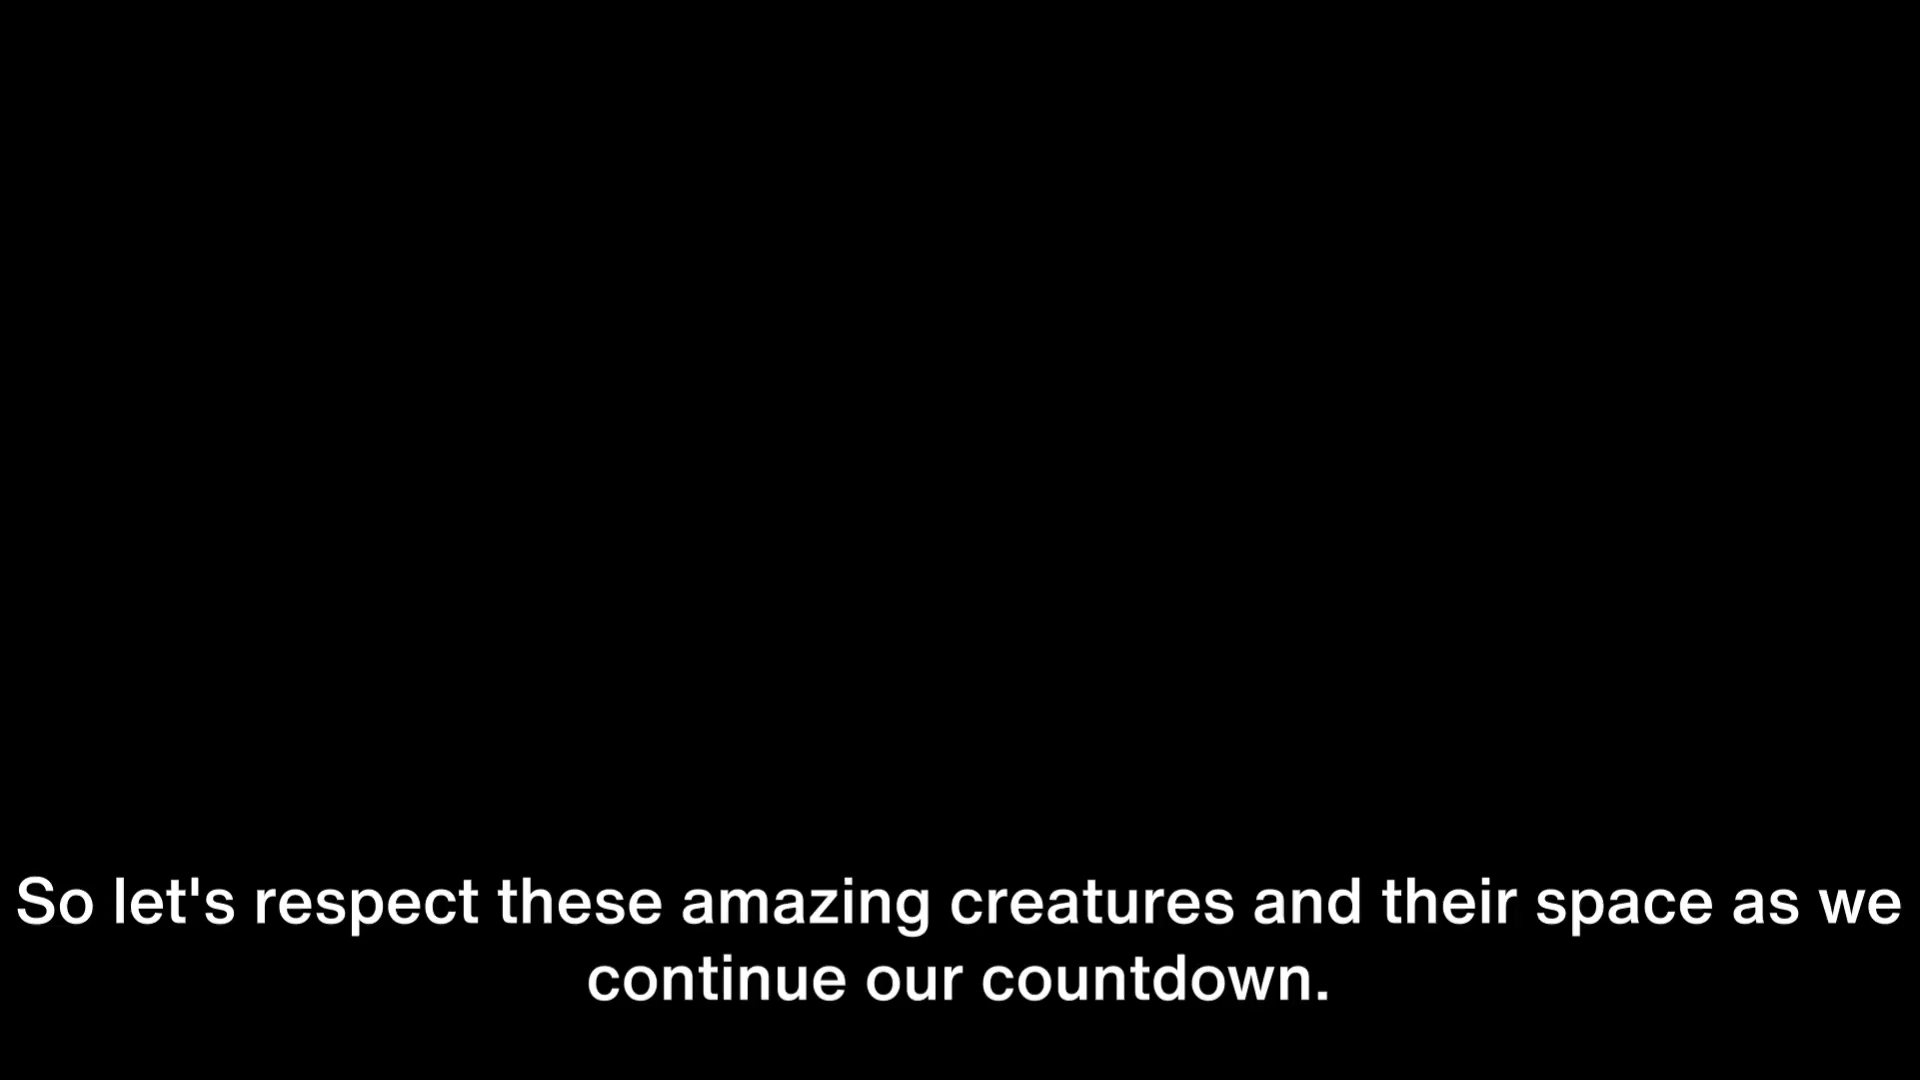 So let's respect these amazing creatures and their space as we
continue our countdown.